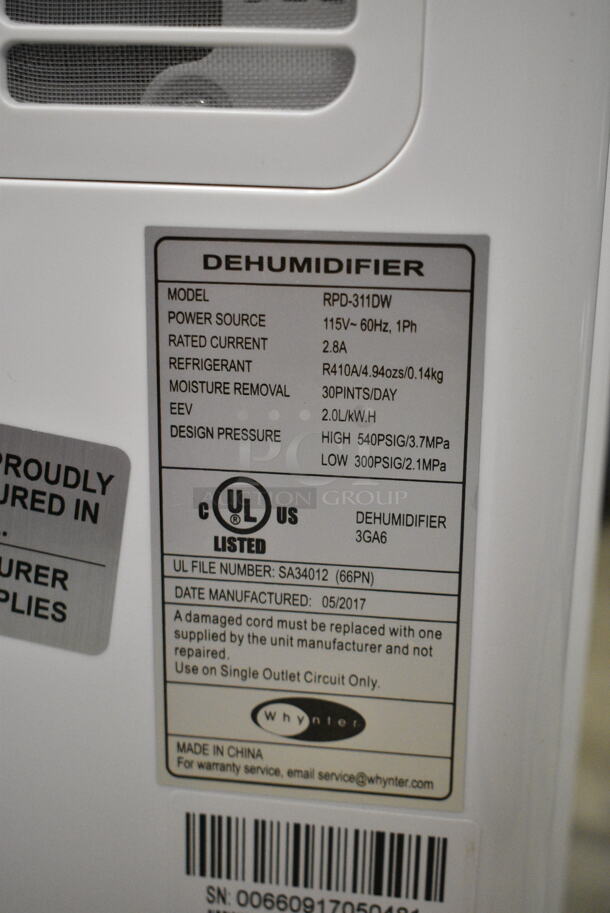 DEHUMIDIFIER
MODEL RPD-311DW
POWER SOURCE 115V~ 60Hz, 1Ph
RATED CURRENT 2.8A
REFRIGERANT R410A/4.94ozs/0.14kg
MOISTURE REMOVAL 30PINTS/DAY
EEV 2.0L/kW.H
DESIGN PRESSURE HIGH 540PSIG/3.7MPa
LOW 300PSIG/2.1MPa
C UL ® US
LISTED
DEHUMIDIFIER
3GA6
UL FILE NUMBER: SA34012 (66PN)
DATE MANUFACTURED: 05/2017
A damaged cord must be replaced with one
supplied by the unit manufacturer and not
repaired.
Use on Single Outlet Circuit Only.
Whynter
MADE IN CHINA
For warranty service, email service@whynter.com
PROUDLY
URED IN
URER
PLIES
PCI
AUCTION GROUP